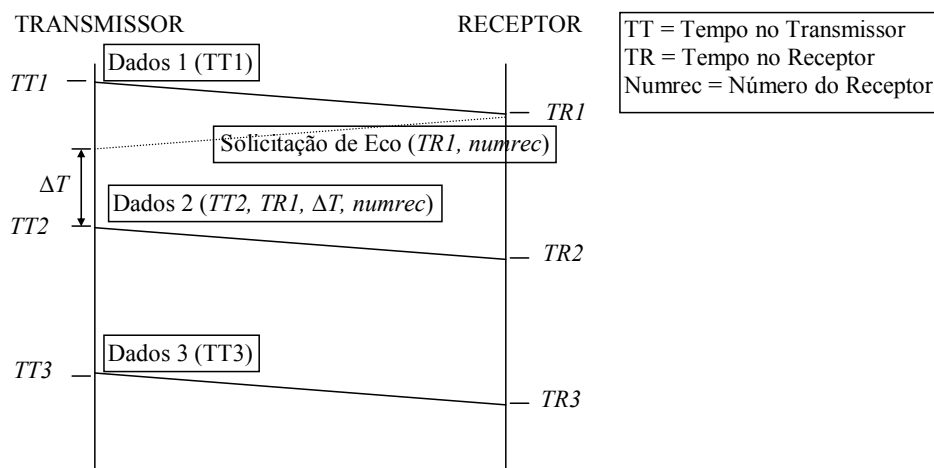 TRANSMISSOR
RECEPTOR
TT = Tempo no Transmissor
TR = Tempo no Receptor
Numrec = Número do Receptor
Dados 1 (TT1)
TT1
TR1
Solicitação de Eco (TR1, numrec)
ΔT
Dados 2 (TT2, TR1, ΔT, numrec)
TT2
TR2
Dados 3 (TT3)
TT3
TR3